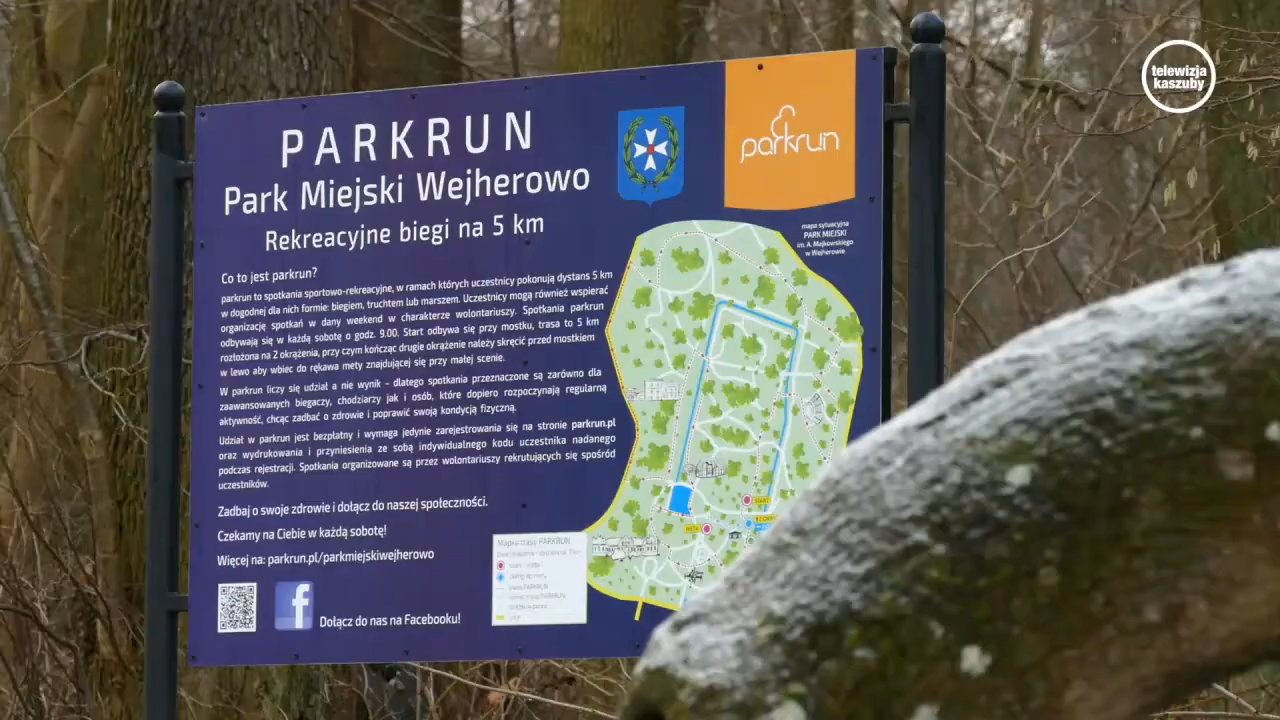 telewizja
kaszuby
PARKRUN
Park Miejski Wejherowo
Rekreacyjne biegi na 5 km
parkrun
mapa sytuacyjna
PARK MIEJSKI
im. A. Majkowskiego
w Wejherowie
Co to jest parkrun?
parkrun to spotkania sportowo-rekreacyjne, w ramach których uczestnicy pokonują dystans 5 km
w dogodnej dla nich formie: biegiem, truchtem lub marszem. Uczestnicy mogą również wspierać
organizację spotkań w dany weekend w charakterze wolontariuszy. Spotkania parkrun
odbywają się w każdą sobotę o godz. 9.00. Start odbywa się przy mostku, trasa to 5 km
rozłożona na 2 okrążenia, przy czym kończąc drugie okrążenie należy skręcić przed mostkiem
w lewo aby wbiec do rękawa mety znajdującej się przy małej scenie.
W parkrun liczy się udział a nie wynik – dlatego spotkania przeznaczone są zarówno dla
zaawansowanych biegaczy, chodziarzy jak i osób, które dopiero rozpoczynają regularną
aktywność, chcąc zadbać o zdrowie i poprawić swoją kondycją fizyczną.
Udział w parkrun jest bezpłatny i wymaga jedynie zarejestrowania się na stronie parkrun.pl
oraz wydrukowania i przyniesienia ze sobą indywidualnego kodu uczestnika nadanego
podczas rejestracji. Spotkania organizowane są przez wolontariuszy rekrutujących się spośród
uczestników.
Zadbaj o swoje zdrowie i dołącz do naszej społeczności.
Czekamy na Ciebie w każdą sobotę!
Więcej na: parkrun.pl/parkmiejskiwejherowo
f
Dołącz do nas na Facebooku!
Mapka trasy PARKRUN
START
META